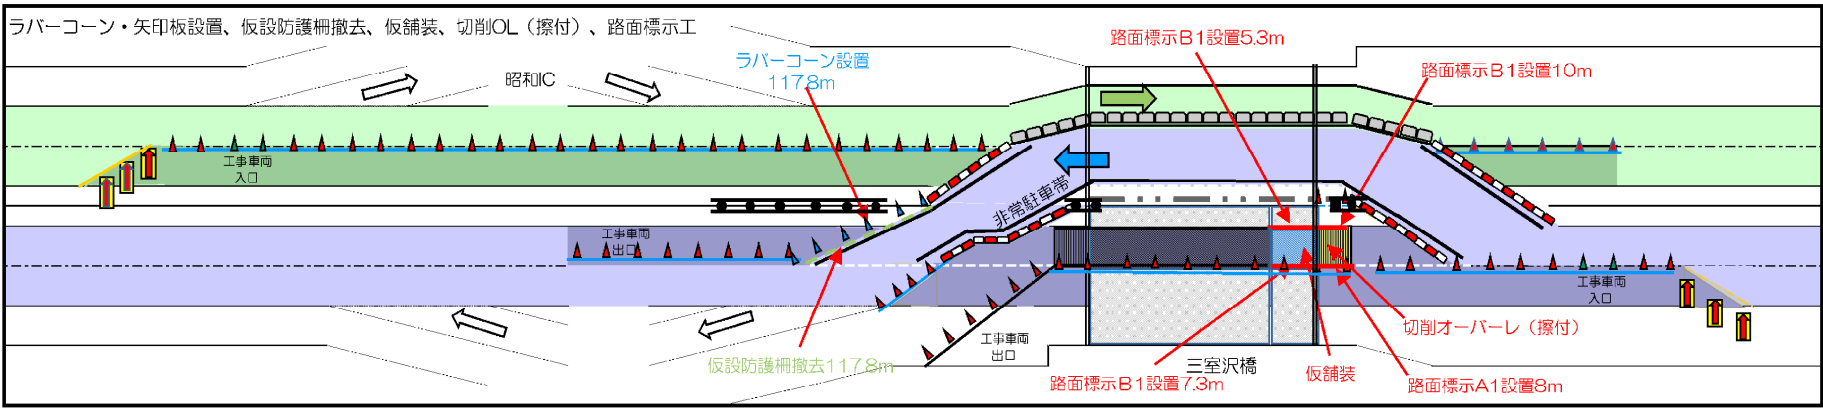 ラバーコーン・矢印板設置、仮設防護柵撤去、仮舗装、切削OL（擦付）、路面標示工
路面標示B1設置5.3m
ラバーコーン設置
117.8m
昭和IC
路面標示B1設置10m
工事車両
入口
非常駐車帯
工事車両
出口
工事車両
入口
切削オーバーレ（擦付）
工事車両
出口
仮設防護柵撤去117.8m
三室沢橋
仮舗装
路面標示B1設置7.3m
路面標示A1設置8m